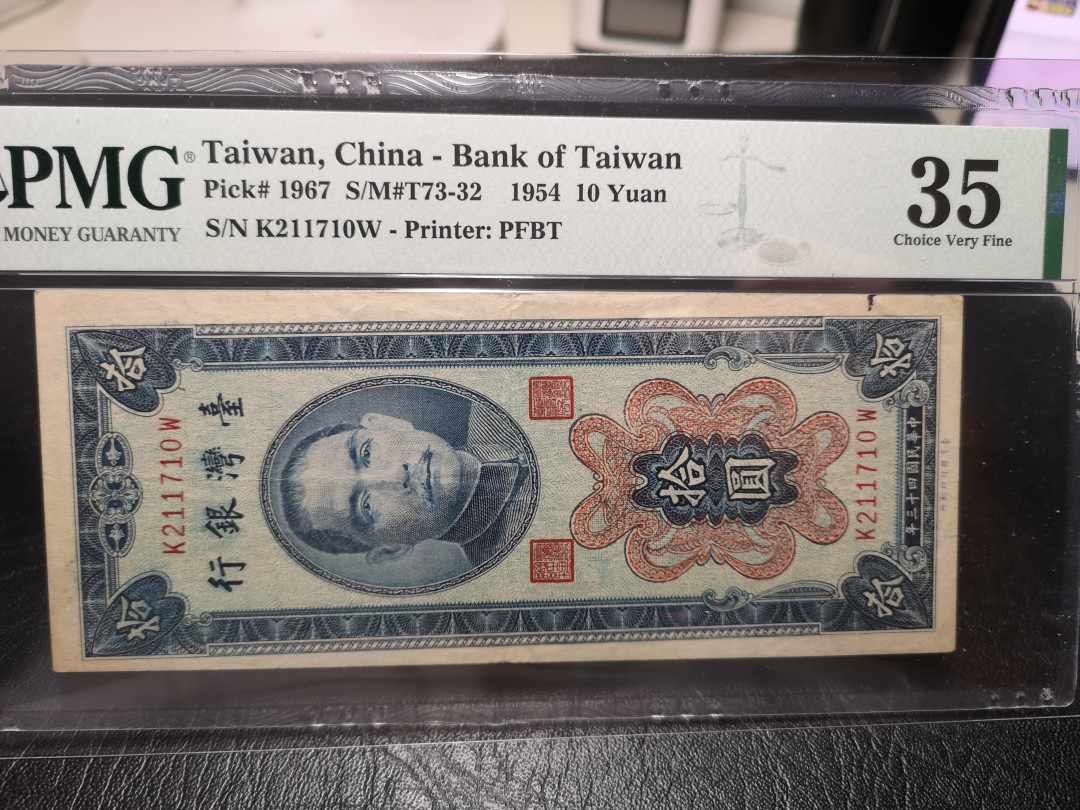 PMG®
MONEY GUARANTY
Taiwan, China - Bank of Taiwan
Pick# 1967 S/M#T73-32 1954 10 Yuan
S/N K211710W - Printer: PFBT
35
Choice Very Fine
拾
拾
臺灣銀行
K211710W
K211710W
拾圓
拾
拾
中華民國四十三年